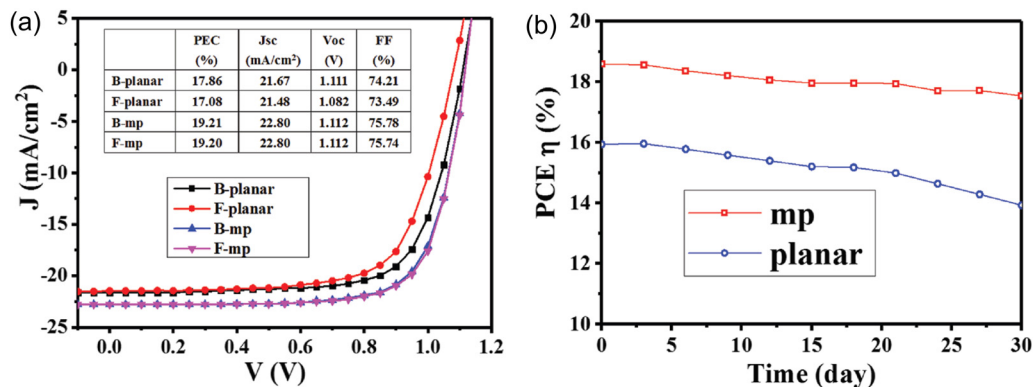 (a)
PEC Jsc Voc FF
(%) (mA/cm²) (V) (%)
B-planar 17.86 21.67 1.111 74.21
F-planar 17.08 21.48 1.082 73.49
B-mp 19.21 22.80 1.112 75.78
F-mp 19.20 22.80 1.112 75.74
B-planar
F-planar
B-mp
F-mp
J (mA/cm²)
5
0
-5
-10
-15
-20
-25
0.0 0.2 0.4 0.6 0.8 1.0 1.2
V (V)
(b)
PCE η (%)
20
18
16
14
12
10
mp
planar
0 5 10 15 20 25 30
Time (day)